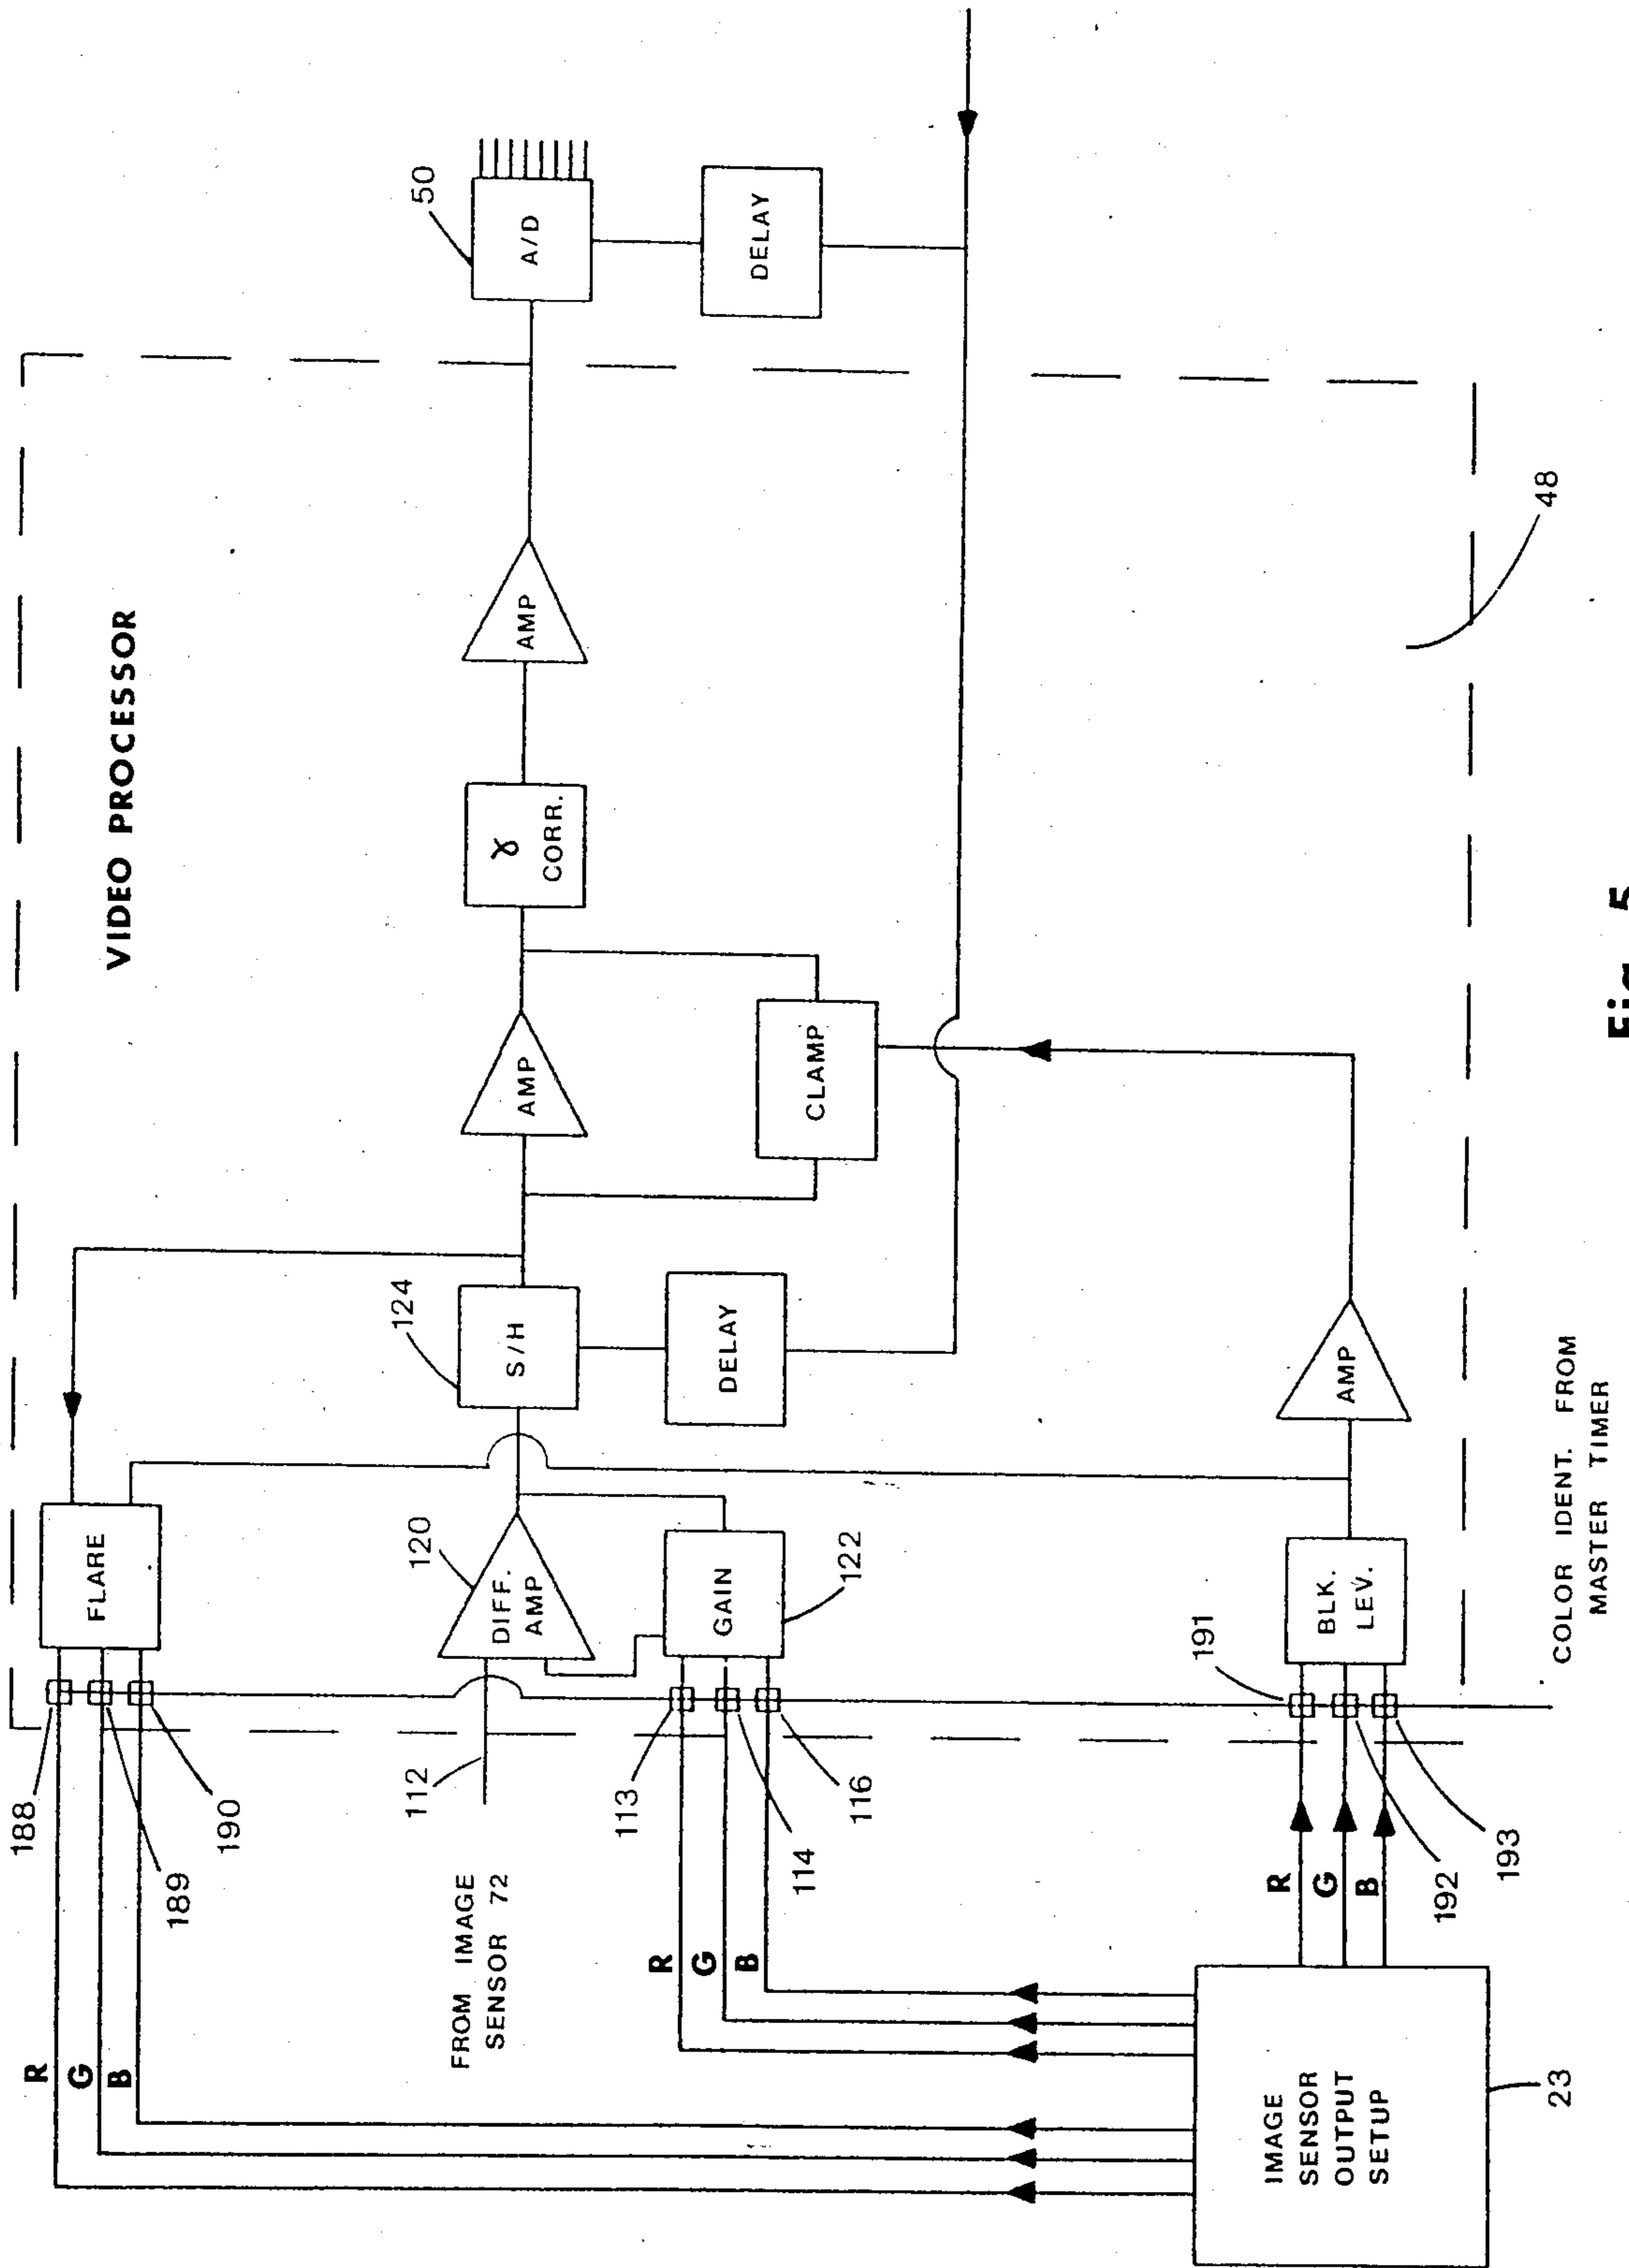 VIDEO PROCESSOR
188
189
190
R
G
B
FLARE
FROM IMAGE
SENSOR 72
112
DIFF.
AMP
120
124
S/H
AMP
γ
CORR.
AMP
50
A/D
DELAY
R
G
B
113
114
116
GAIN
122
DELAY
CLAMP
IMAGE
SENSOR
OUTPUT
SETUP
23
R
G
B
191
192
193
BLK.
LEV.
AMP
48
COLOR IDENT. FROM
MASTER TIMER
Fig. 5